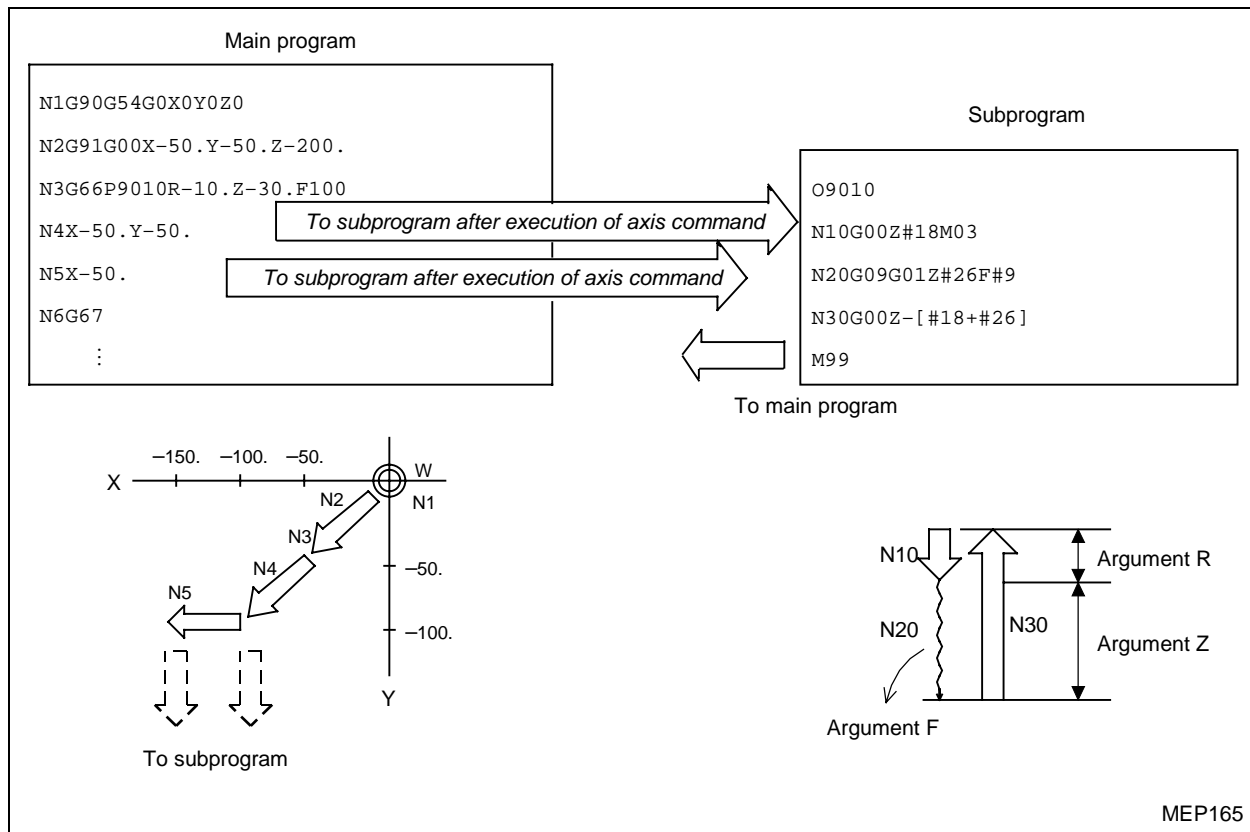 Main program
N1G90G54G0X0Y0Z0
N2G91G00X−50.Y−50.Z−200.
N3G66P9010R−10.Z−30.F100
N4X−50.Y−50.
N5X−50.
N6G67
⋮
To subprogram after execution of axis command
To subprogram after execution of axis command
Subprogram
O9010
N10G00Z#18M03
N20G09G01Z#26F#9
N30G00Z−[#18+#26]
M99
To main program
−150. −100. −50.
X
W
N1
N2
N3
N4
N5
−50.
−100.
Y
To subprogram
N10
N20
N30
Argument R
Argument Z
Argument F
MEP165